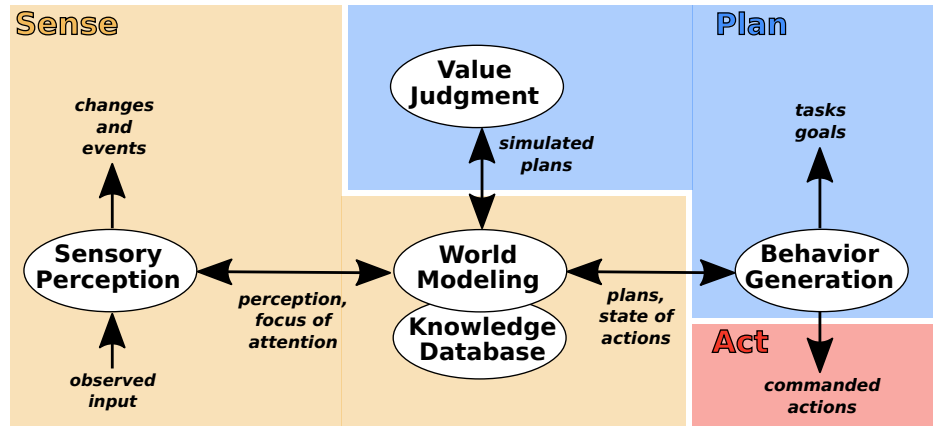 Sense
Plan
Value
Judgment
changes
and
events
simulated
plans
tasks
goals
Sensory
Perception
World
Modeling
Behavior
Generation
perception,
focus of
attention
plans,
state of
actions
Knowledge
Database
Act
observed
input
commanded
actions